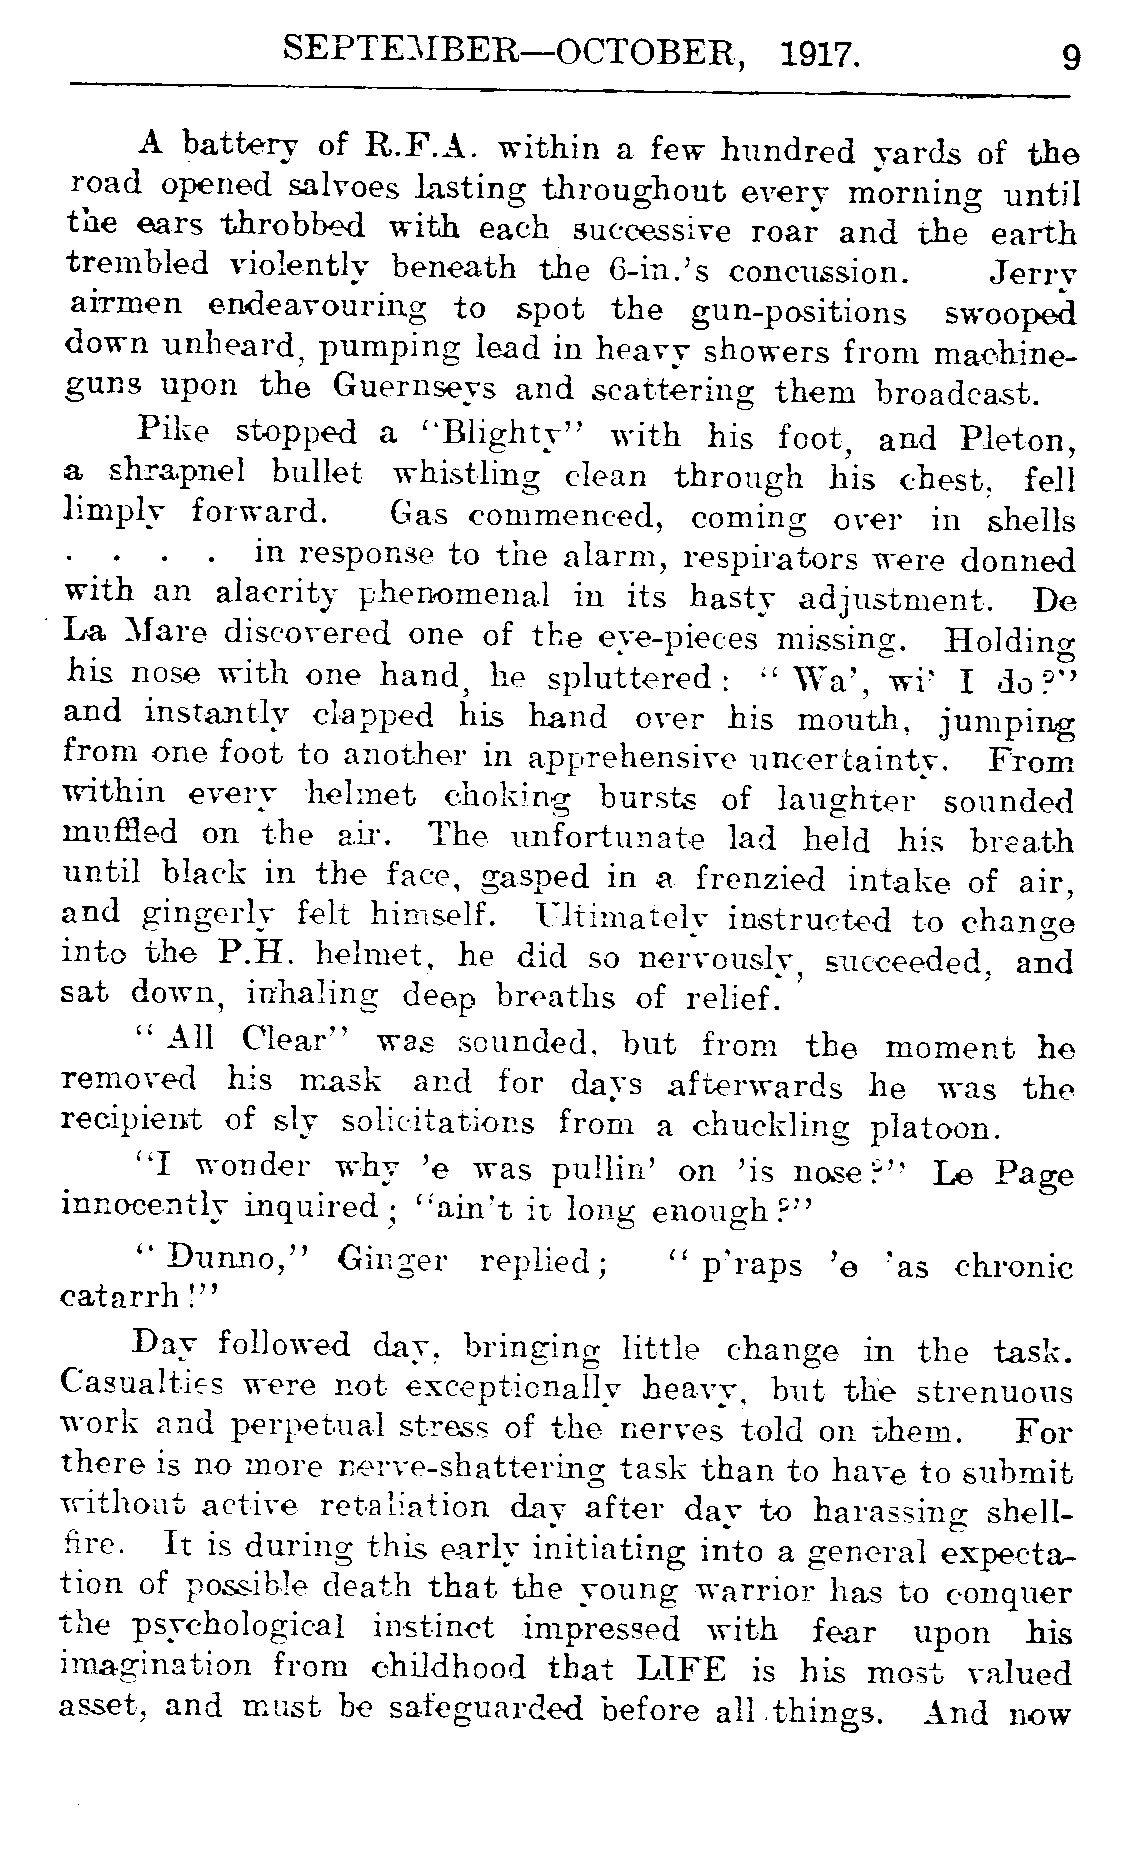 SEPTEMBER—OCTOBER, 1917. 9
A battery of R.F.A. within a few hundred yards of the
road opened salvoes lasting throughout every morning until
the ears throbbed with each successive roar and the earth
trembled violently beneath the 6-in.'s concussion. Jerry
airmen endeavouring to spot the gun-positions swooped
down unheard, pumping lead in heavy showers from machine-
guns upon the Guernseys and scattering them broadcast.
Pike stopped a "Blighty" with his foot, and Pleton,
a shrapnel bullet whistling clean through his chest, fell
limply forward. Gas commenced, coming over in shells
. . . . in response to the alarm, respirators were donned
with an alacrity phenomenal in its hasty adjustment. De
La Mare discovered one of the eye-pieces missing. Holding
his nose with one hand, he spluttered : " Wa', wi' I do ?"
and instantly clapped his hand over his mouth, jumping
from one foot to another in apprehensive uncertainty. From
within every helmet choking bursts of laughter sounded
muffled on the air. The unfortunate lad held his breath
until black in the face, gasped in a frenzied intake of air,
and gingerly felt himself. Ultimately instructed to change
into the P.H. helmet, he did so nervously, succeeded, and
sat down, inhaling deep breaths of relief.
" All Clear" was sounded, but from the moment he
removed his mask and for days afterwards he was the
recipient of sly solicitations from a chuckling platoon.
"I wonder why 'e was pullin' on 'is nose ?" Le Page
innocently inquired ; "ain't it long enough ?"
" Dunno," Ginger replied ; " p'raps 'e 'as chronic
catarrh !"
Day followed day, bringing little change in the task.
Casualties were not exceptionally heavy, but the strenuous
work and perpetual stress of the nerves told on them. For
there is no more nerve-shattering task than to have to submit
without active retaliation day after day to harassing shell-
fire. It is during this early initiating into a general expecta-
tion of possible death that the young warrior has to conquer
the psychological instinct impressed with fear upon his
imagination from childhood that LIFE is his most valued
asset, and must be safeguarded before all things. And now